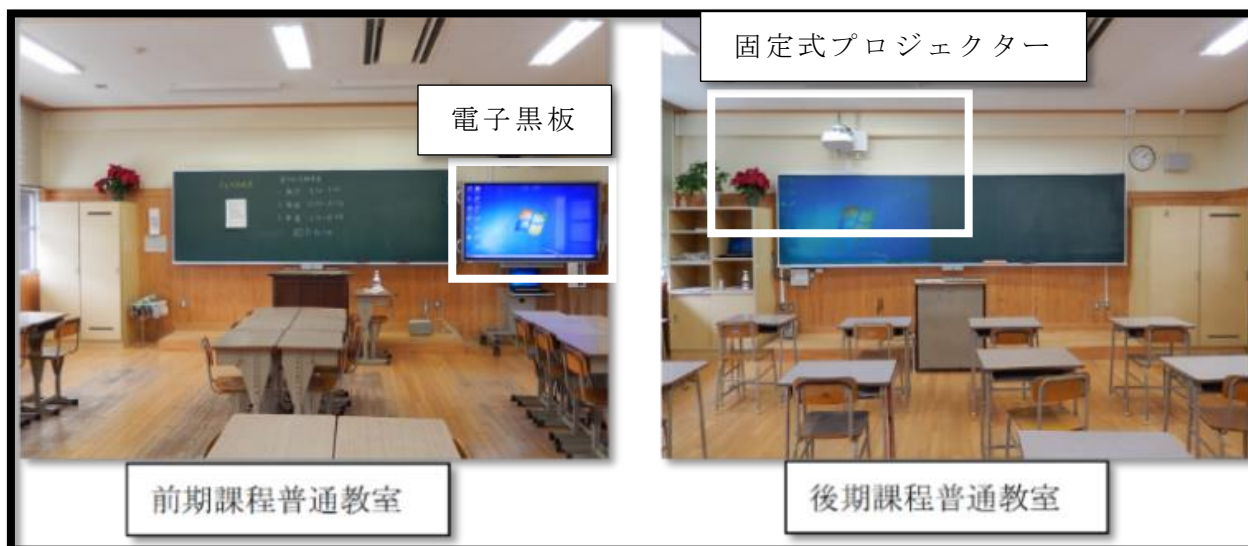 電子黒板
固定式プロジェクター
前期課程普通教室
後期課程普通教室